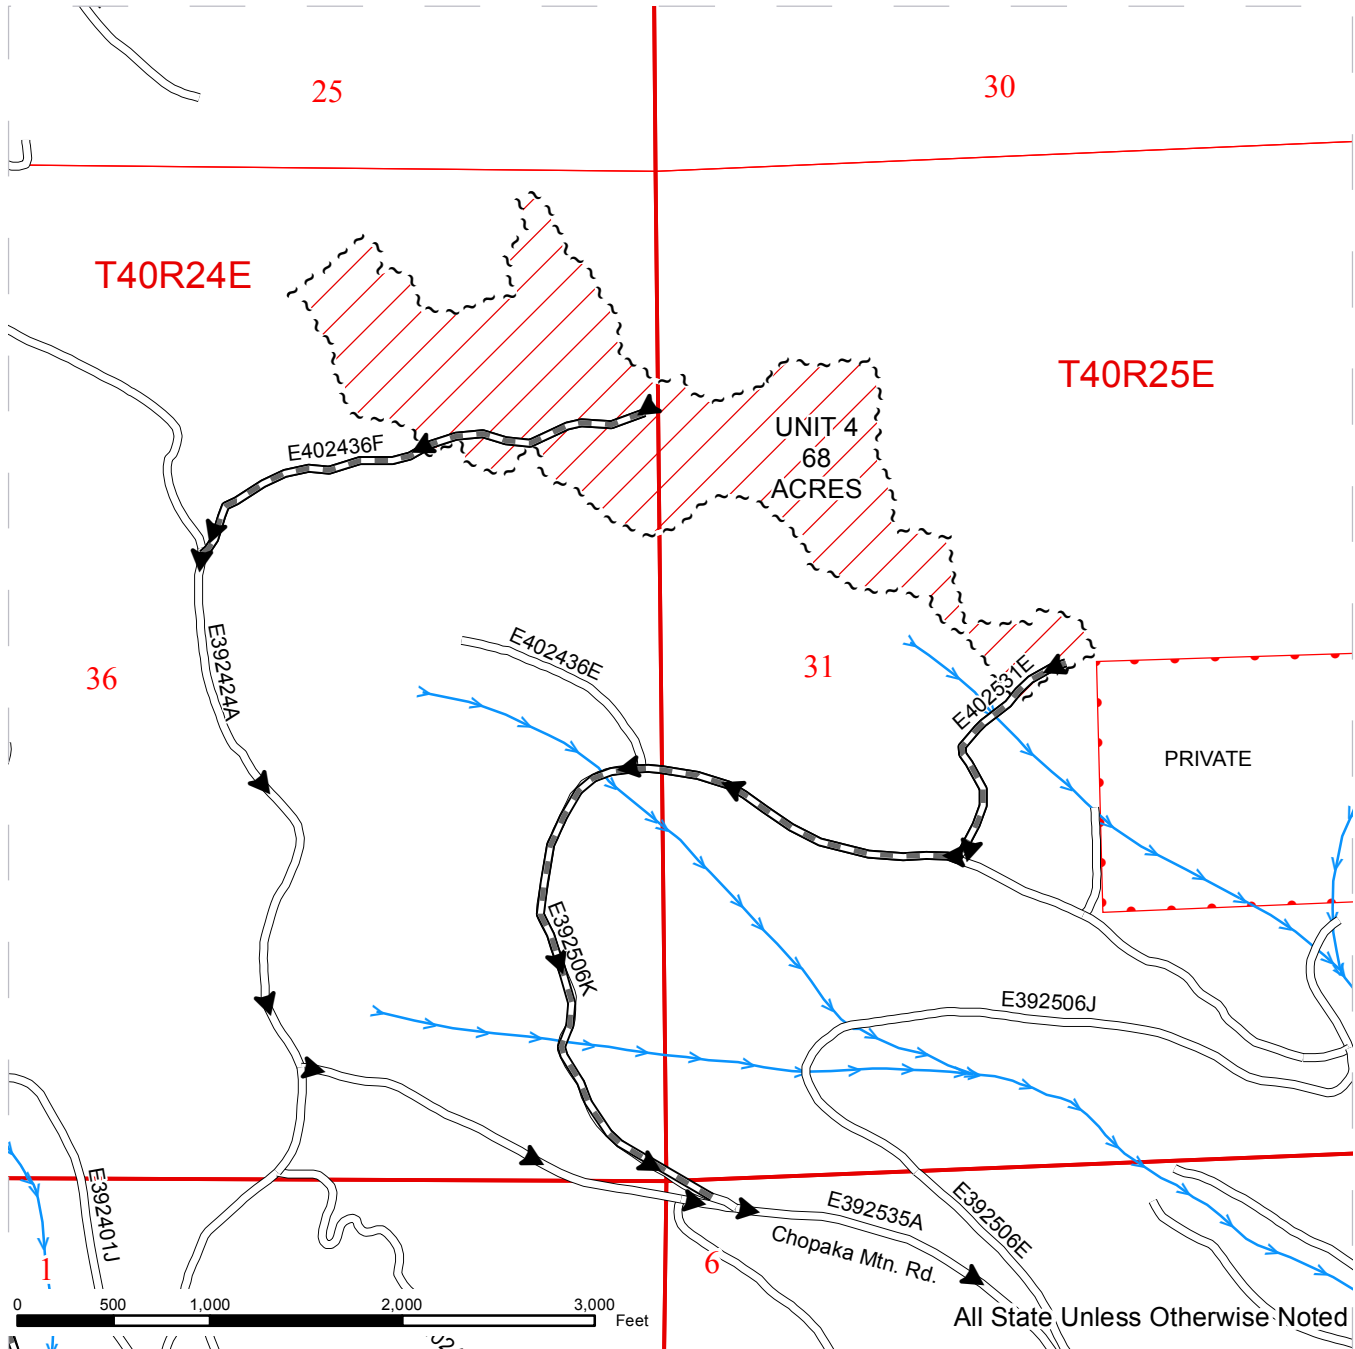 25
30
T40R24E
T40R25E
UNIT 4
68
ACRES
E402436F
E392424A
E402436E
36
31
E402531E
PRIVATE
E392506K
E392506J
E392401J
E392535A
E392506E
Chopaka Mtn. Rd.
1
6
0 500 1,000 2,000 3,000
Feet
All State Unless Otherwise Noted